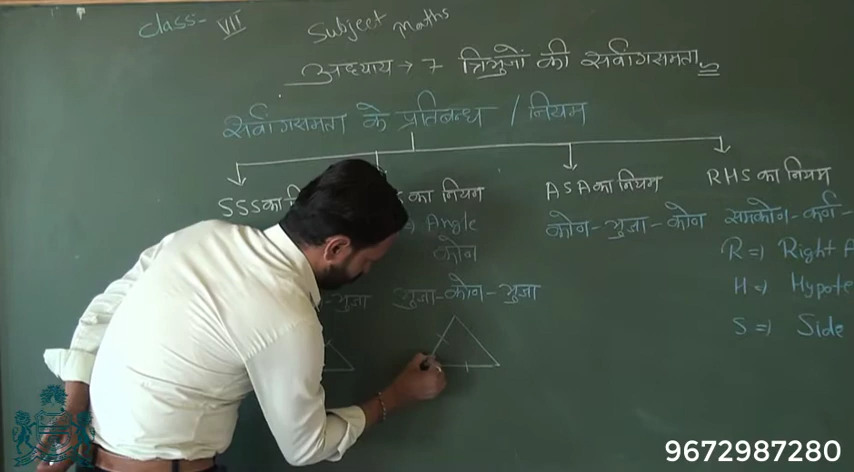 Class- VII Subject maths
अध्याय → 7 त्रिभुजों की सर्वांगसमता
सर्वांगसमता के प्रतिबन्ध / नियम
SSS का का नियम ASA का नियम RHS का नियम
⇒ Angle कोण-भुजा-कोण समकोण-कर्ण-
कोण R ⇒ Right A
भुजा भुजा-कोण-भुजा H ⇒ Hypote
S ⇒ Side
9672987280